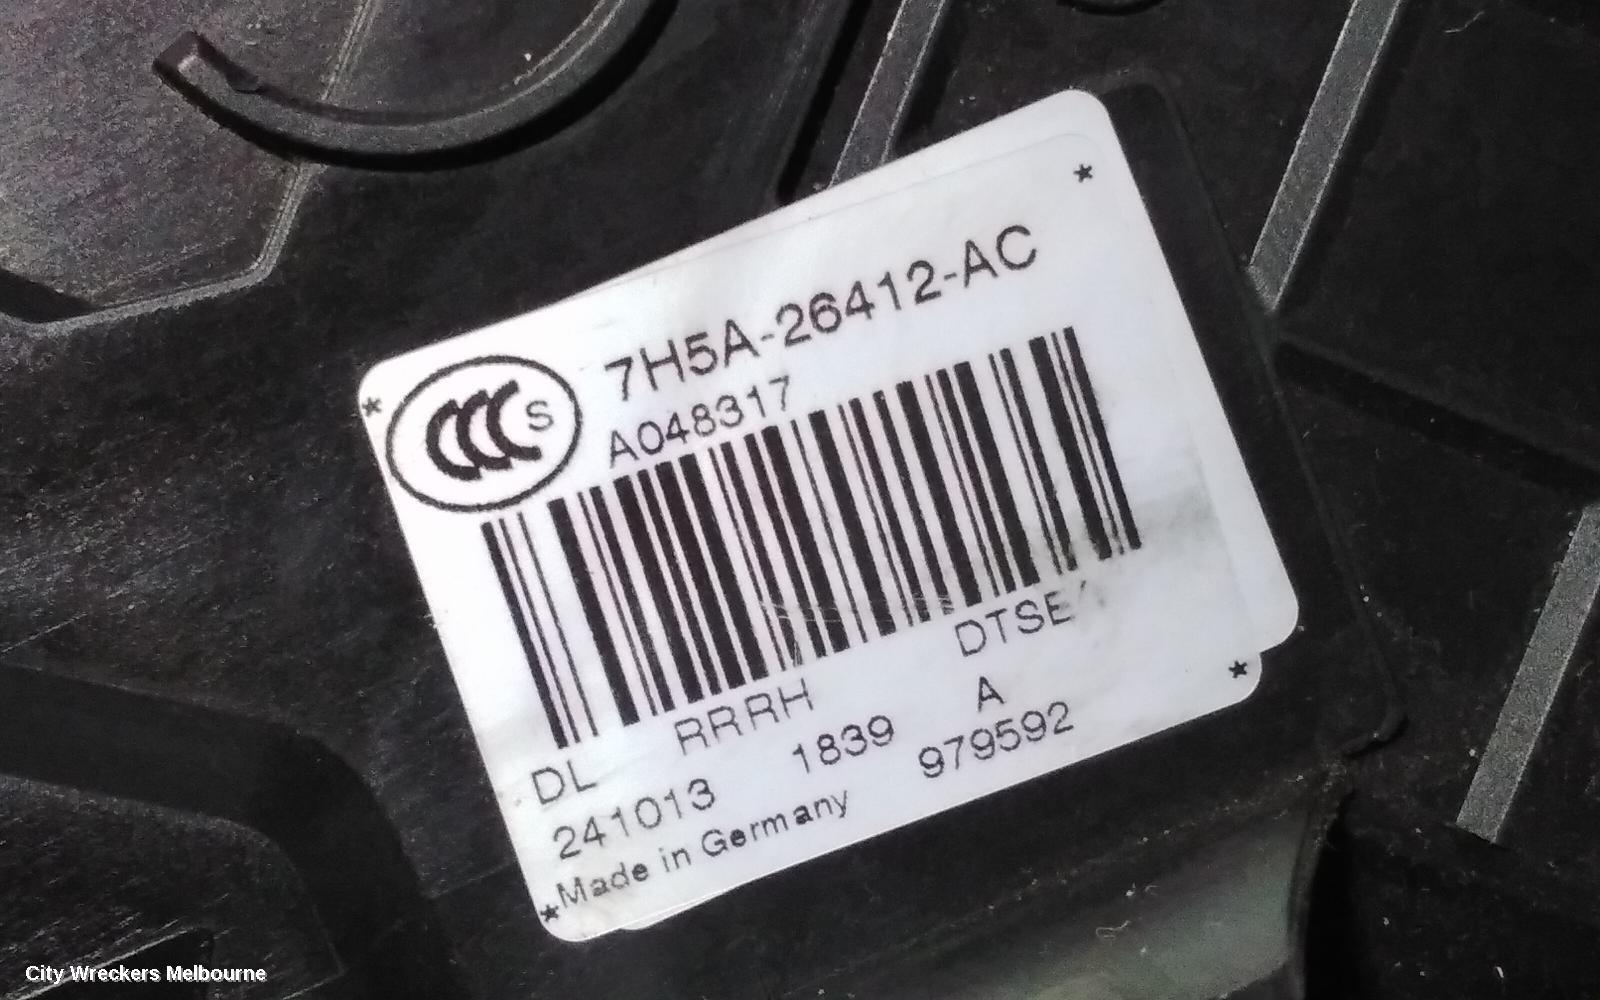 7H5A-26412-AC
CCC S
A048317
DTSE
DL RRRH A
241013 1839 979592
Made in Germany
City Wreckers Melbourne